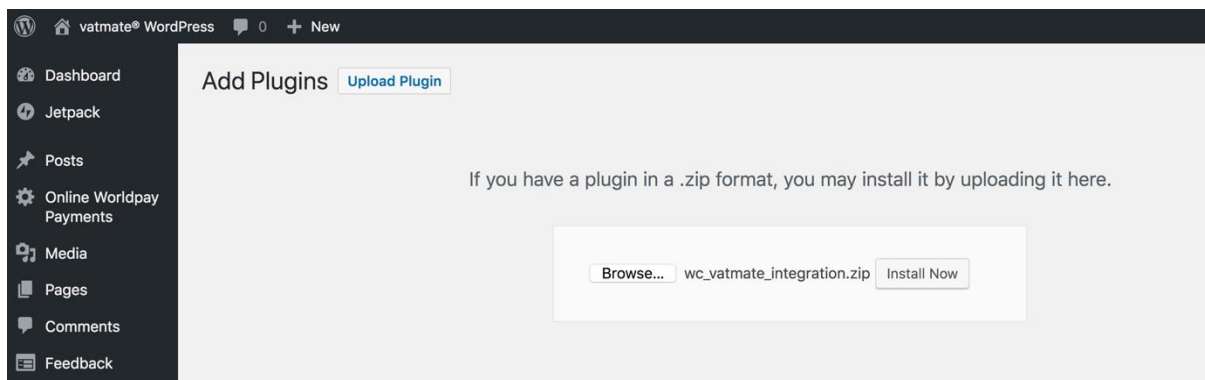 vatmate® WordPress 0 New
Dashboard
Jetpack
Posts
Online Worldpay
Payments
Media
Pages
Comments
Feedback
Add Plugins Upload Plugin
If you have a plugin in a .zip format, you may install it by uploading it here.
Browse... wc_vatmate_integration.zip Install Now